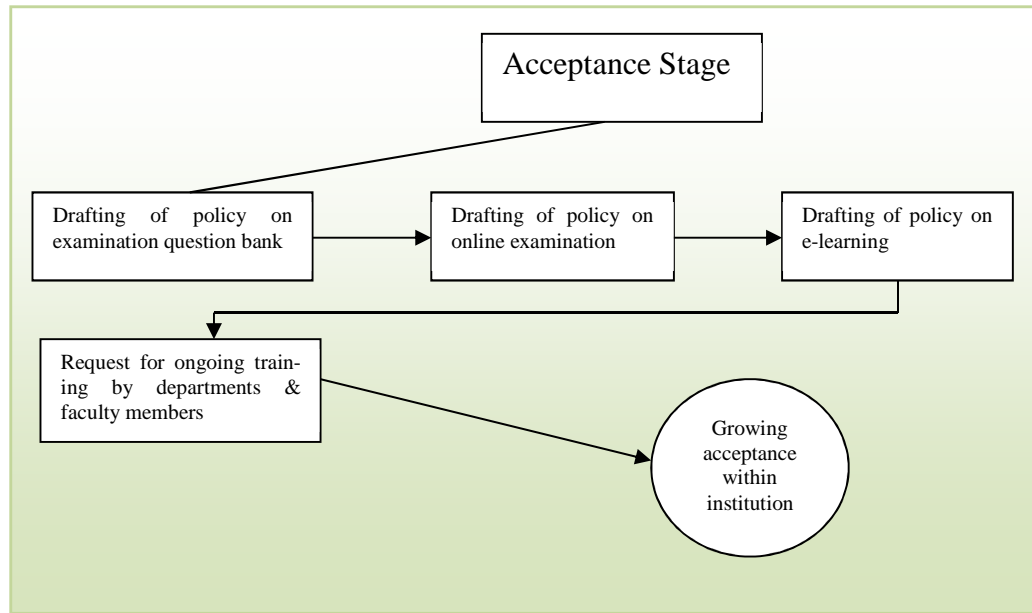 Acceptance Stage
Drafting of policy on
examination question bank
Drafting of policy on
online examination
Drafting of policy on
e-learning
Request for ongoing train-
ing by departments &
faculty members
Growing
acceptance
within
institution